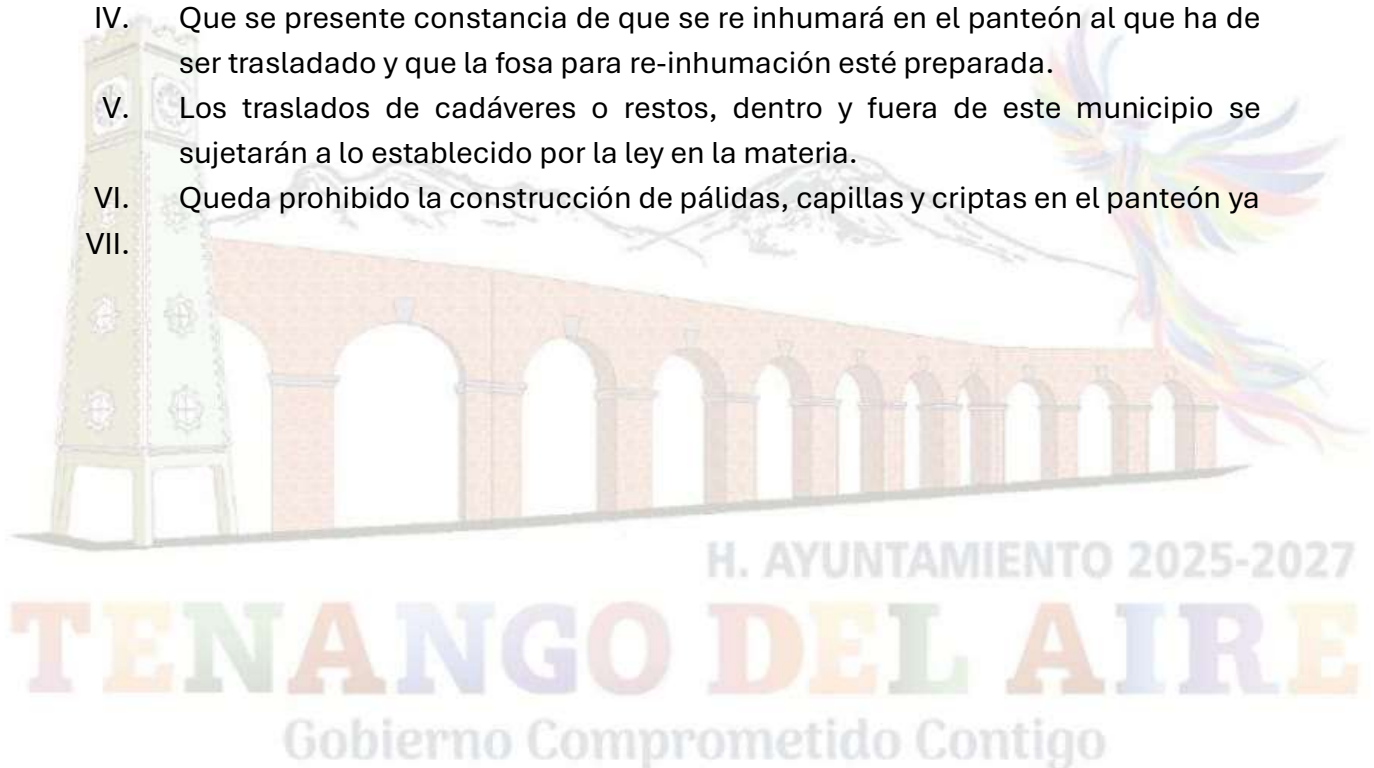 IV. Que se presente constancia de que se re inhumará en el panteón al que ha de
ser trasladado y que la fosa para re-inhumación esté preparada.
V. Los traslados de cadáveres o restos, dentro y fuera de este municipio se
sujetarán a lo establecido por la ley en la materia.
VI. Queda prohibido la construcción de pálidas, capillas y criptas en el panteón ya
VII.
H. AYUNTAMIENTO 2025-2027
TENANGO DEL AIRE
Gobierno Comprometido Contigo